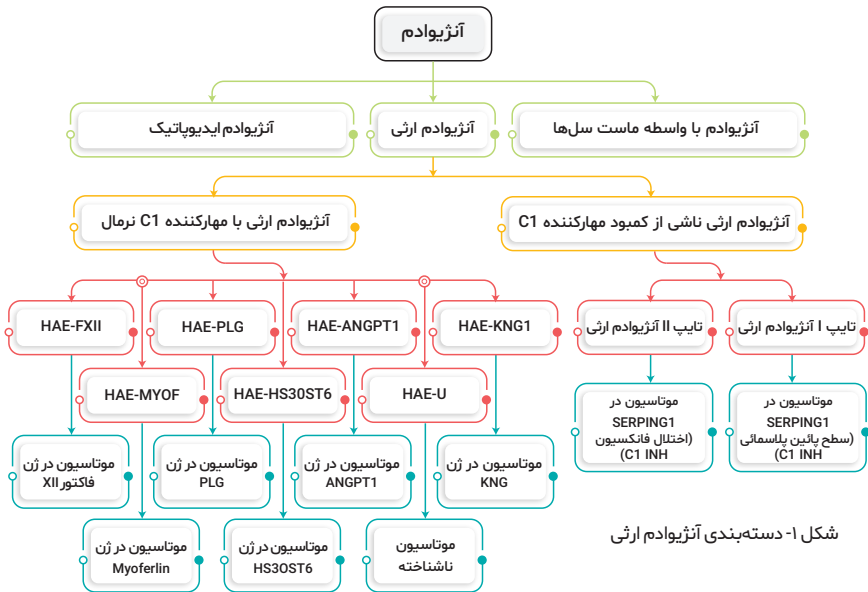 آنژیوادم
آنژیوادم با واسطه ماست سل‌ها
آنژیوادم ارثی
آنژیوادم ایدیوپاتیک
آنژیوادم ارثی ناشی از کمبود مهارکننده C1
آنژیوادم ارثی با مهارکننده C1 نرمال
تایپ I آنژیوادم ارثی
تایپ II آنژیوادم ارثی
HAE-KNG1
HAE-ANGPT1
HAE-PLG
HAE-FXII
HAE-U
HAE-HS30ST6
HAE-MYOF
موتاسیون در
SERPING1
(سطح پائین پلاسمائی
C1 INH)
موتاسیون در
SERPING1
(اختلال فانکسیون
C1 INH)
موتاسیون در ژن
KNG
موتاسیون در ژن
ANGPT1
موتاسیون در ژن
PLG
موتاسیون در ژن
فاکتور XII
موتاسیون
ناشناخته
موتاسیون در ژن
HS3OST6
موتاسیون در ژن
Myoferlin
شکل ۱- دسته‌بندی آنژیوادم ارثی